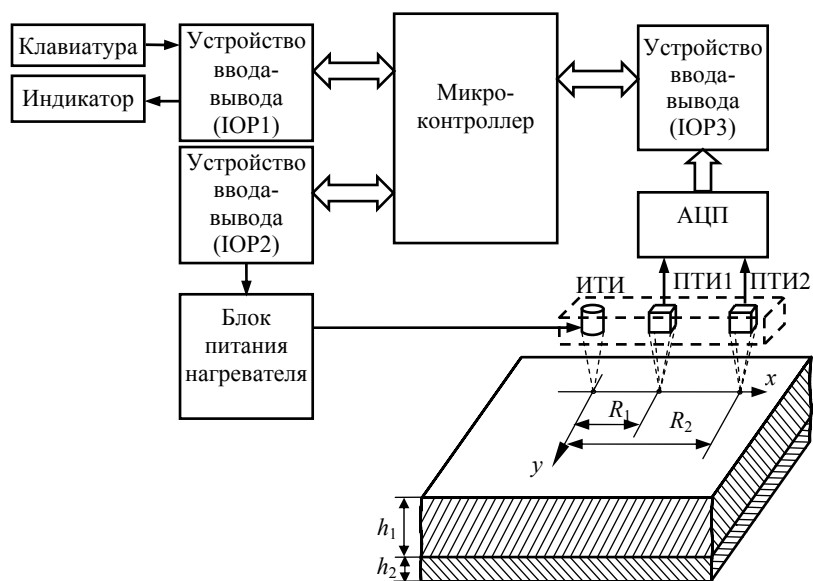 Клавиатура
Индикатор
Устройство
ввода-
вывода
(IOP1)
Устройство
ввода-
вывода
(IOP2)
Микро-
контроллер
Устройство
ввода-
вывода
(IOP3)
АЦП
ИТИ
ПТИ1
ПТИ2
Блок
питания
нагревателя
x
R1
R2
y
h1
h2